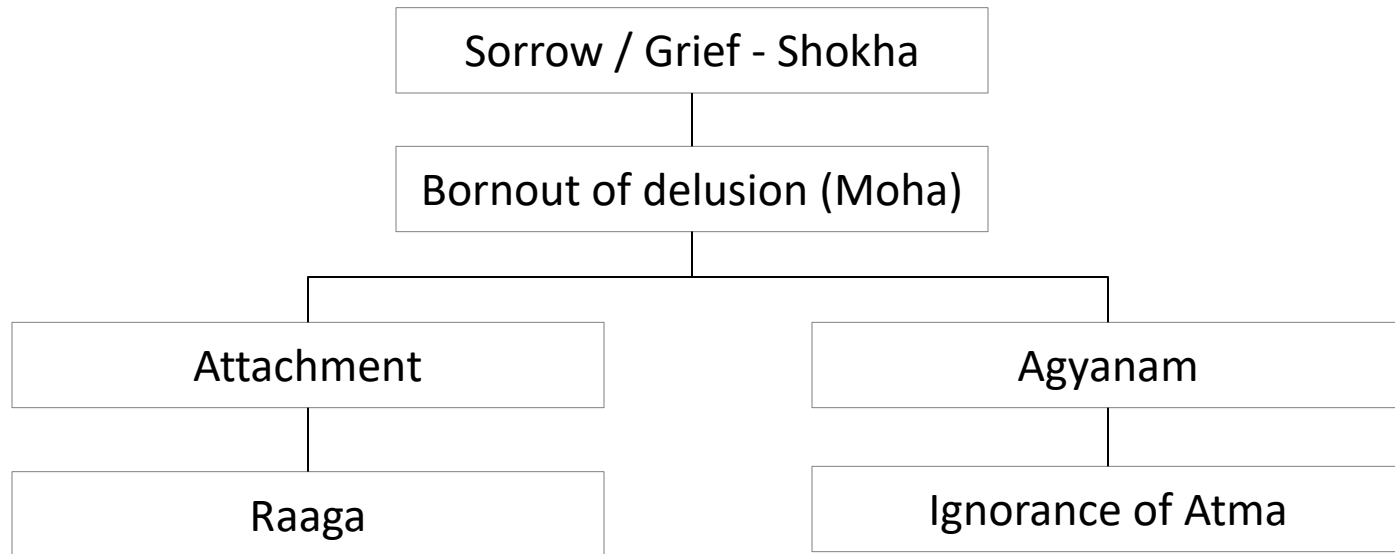 Sorrow / Grief - Shokha
Bornout of delusion (Moha)
Attachment
Agyanam
Raaga
Ignorance of Atma